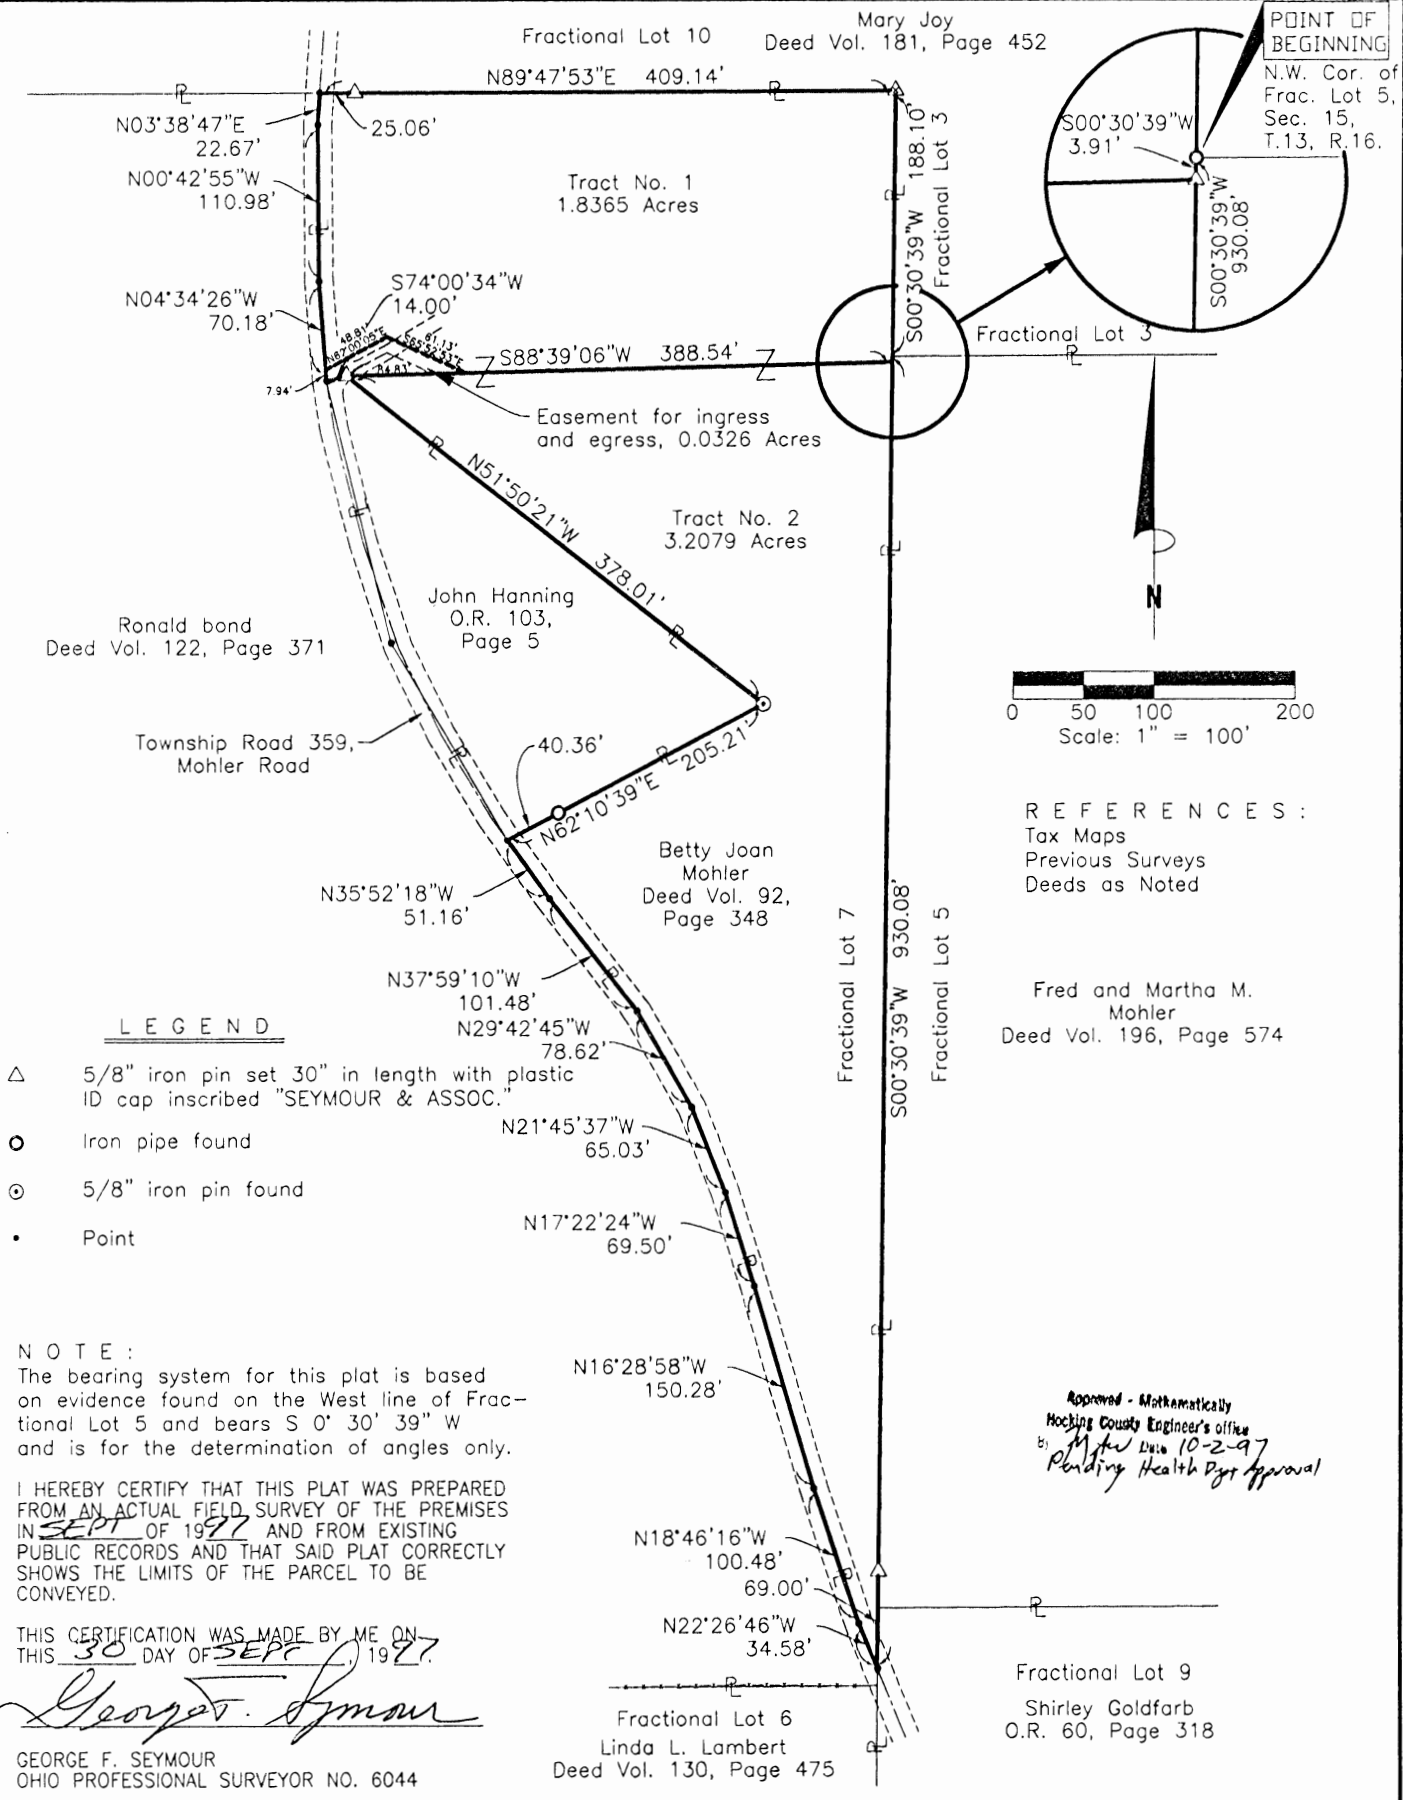 Mary Joy
Fractional Lot 10
Deed Vol. 181, Page 452
POINT OF
BEGINNING
N.W. Cor. of
Frac. Lot 5,
Sec. 15,
T.13, R.16.
N89°47'53"E 409.14'
25.06'
N03°38'47"E
22.67'
N00°42'55"W
110.98'
N04°34'26"W
70.18'
Tract No. 1
1.8365 Acres
S00°30'39"W 188.10'
Fractional Lot 3
S00°30'39"W
3.91'
S00°30'39"W
930.08'
S74°00'34"W
14.00'
48.81'
N62°00'05"E
61.13'
S65°52'53"E
84.83'
7.94'
S88°39'06"W 388.54'
Fractional Lot 3
Easement for ingress
and egress, 0.0326 Acres
N51°50'21"W 378.01'
Tract No. 2
3.2079 Acres
John Hanning
O.R. 103,
Page 5
Ronald bond
Deed Vol. 122, Page 371
N
0 50 100 200
Scale: 1" = 100'
Township Road 359,
Mohler Road
40.36'
N62°10'39"E 205.21'
REFERENCES:
Tax Maps
Previous Surveys
Deeds as Noted
Betty Joan
Mohler
Deed Vol. 92,
Page 348
N35°52'18"W
51.16'
Fractional Lot 7
S00°30'39"W 930.08'
Fractional Lot 5
N37°59'10"W
101.48'
N29°42'45"W
78.62'
Fred and Martha M.
Mohler
Deed Vol. 196, Page 574
LEGEND
5/8" iron pin set 30" in length with plastic
ID cap inscribed "SEYMOUR & ASSOC."
Iron pipe found
5/8" iron pin found
Point
N21°45'37"W
65.03'
N17°22'24"W
69.50'
N16°28'58"W
150.28'
NOTE:
The bearing system for this plat is based
on evidence found on the West line of Frac-
tional Lot 5 and bears S 0° 30' 39" W
and is for the determination of angles only.
Approved - Mathematically
Hocking County Engineer's office
By Date 10-2-97
Pending Health Dept Approval
I HEREBY CERTIFY THAT THIS PLAT WAS PREPARED
FROM AN ACTUAL FIELD SURVEY OF THE PREMISES
IN SEPT OF 1997 AND FROM EXISTING
PUBLIC RECORDS AND THAT SAID PLAT CORRECTLY
SHOWS THE LIMITS OF THE PARCEL TO BE
CONVEYED.
N18°46'16"W
100.48'
69.00'
N22°26'46"W
34.58'
THIS CERTIFICATION WAS MADE BY ME ON
THIS 30 DAY OF SEPT, 1997.
George F. Seymour
GEORGE F. SEYMOUR
OHIO PROFESSIONAL SURVEYOR NO. 6044
Fractional Lot 6
Linda L. Lambert
Deed Vol. 130, Page 475
Fractional Lot 9
Shirley Goldfarb
O.R. 60, Page 318